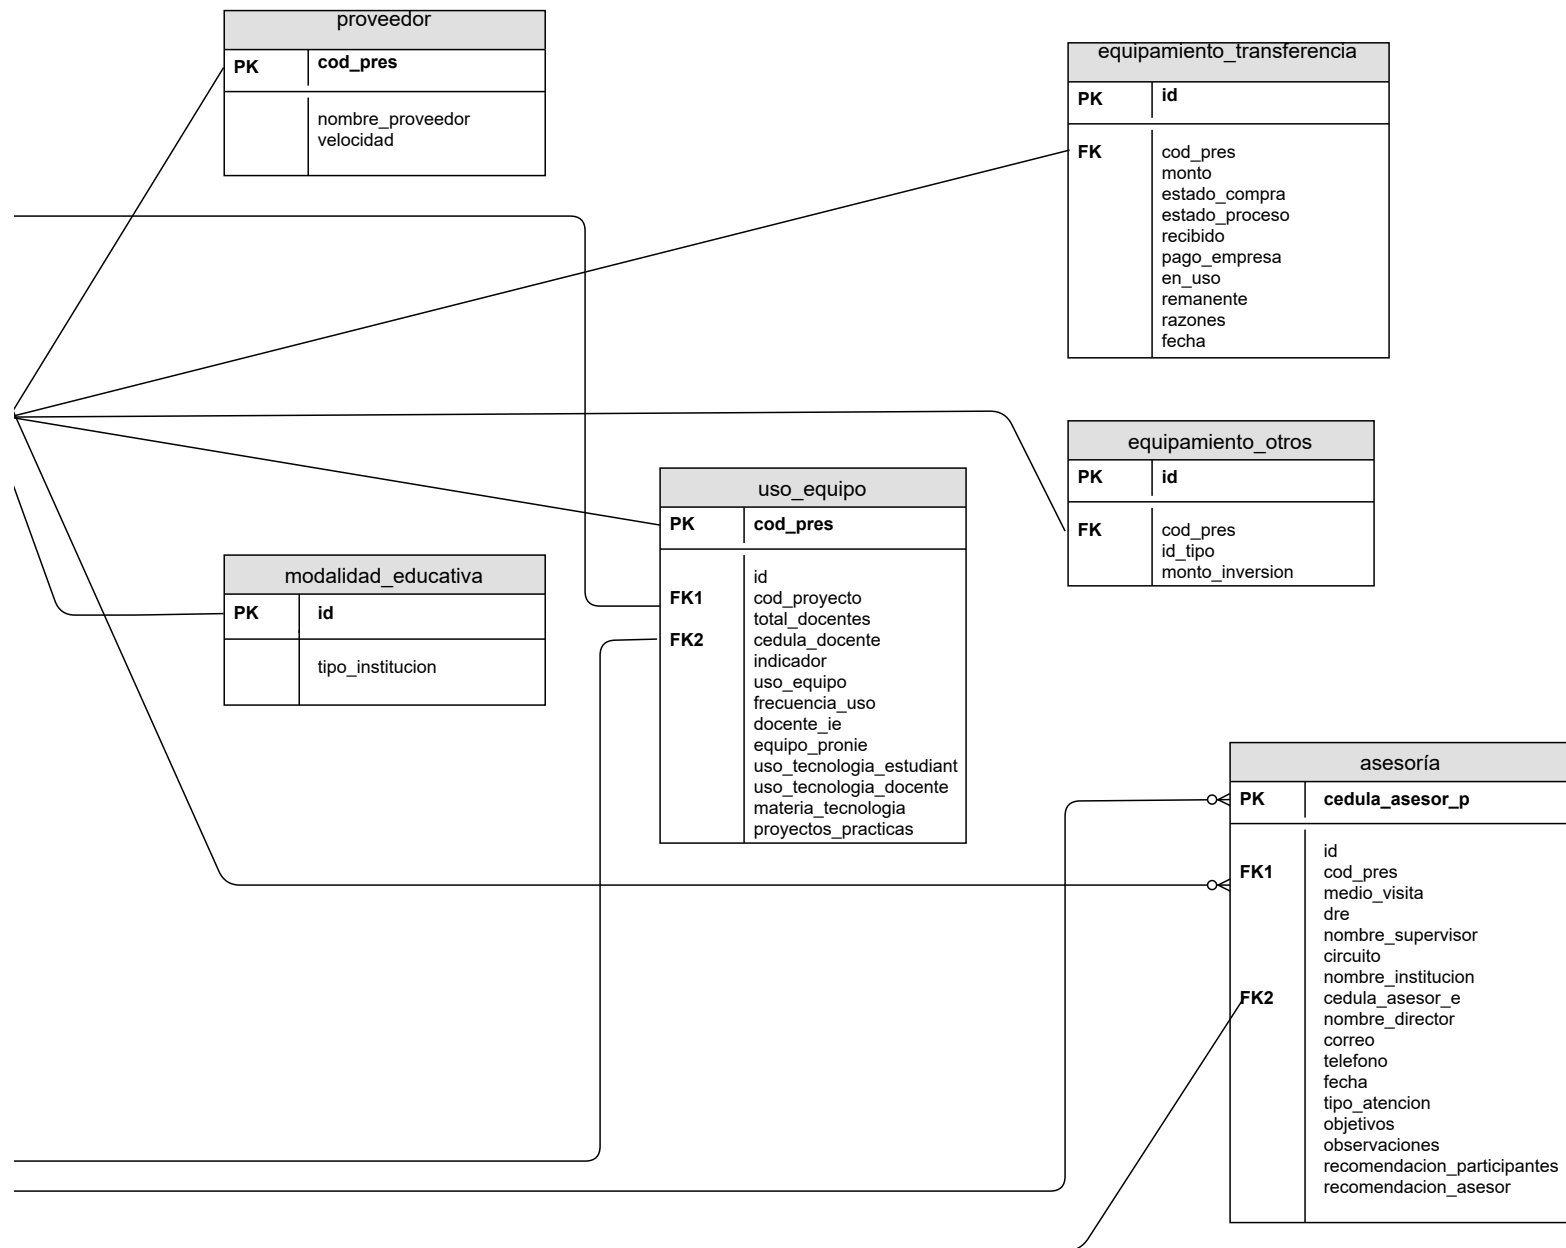 proveedor
PK cod_pres
nombre_proveedor
velocidad
equipamiento_transferencia
PK id
FK cod_pres
monto
estado_compra
estado_proceso
recibido
pago_empresa
en_uso
remanente
razones
fecha
equipamiento_otros
PK id
FK cod_pres
id_tipo
monto_inversion
uso_equipo
PK cod_pres
id
FK1 cod_proyecto
total_docentes
FK2 cedula_docente
indicador
uso_equipo
frecuencia_uso
docente_ie
equipo_pronie
uso_tecnologia_estudiant
uso_tecnologia_docente
materia_tecnologia
proyectos_practicas
modalidad_educativa
PK id
tipo_institucion
asesoría
PK cedula_asesor_p
id
FK1 cod_pres
medio_visita
dre
nombre_supervisor
circuito
nombre_institucion
FK2 cedula_asesor_e
nombre_director
correo
telefono
fecha
tipo_atencion
objetivos
observaciones
recomendacion_participantes
recomendacion_asesor